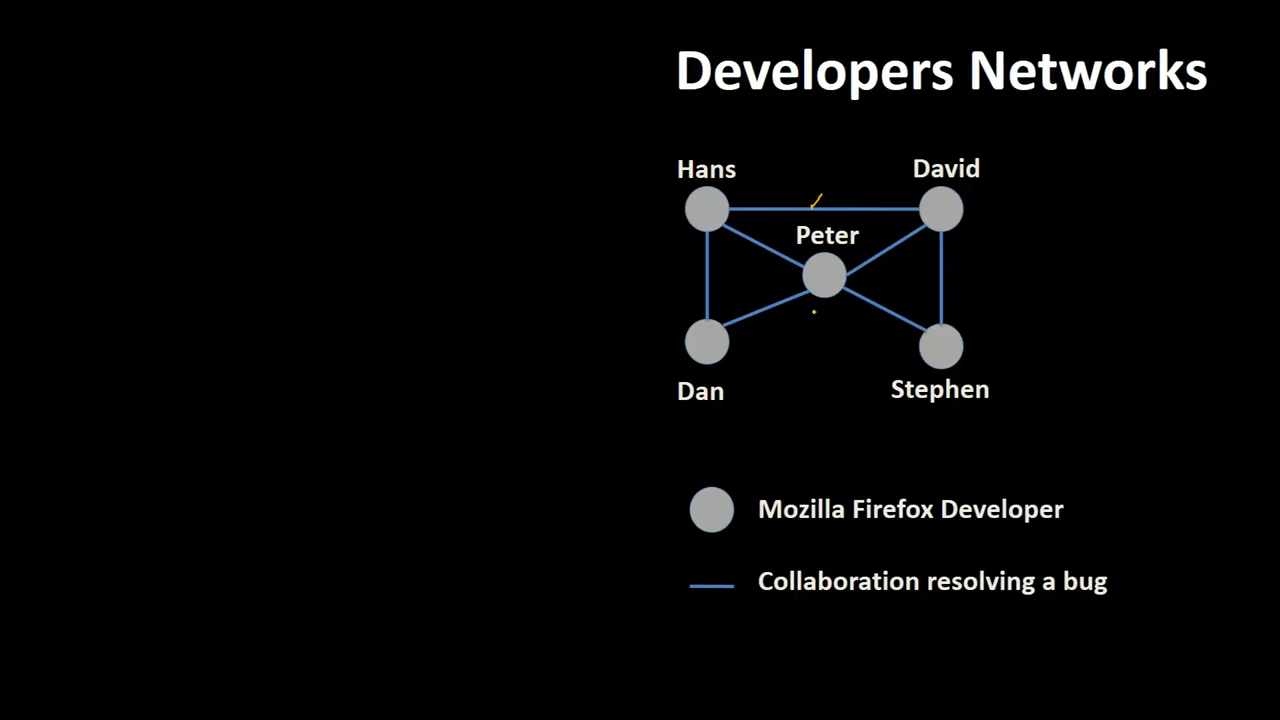 Developers Networks
Hans
David
Peter
Dan
Stephen
Mozilla Firefox Developer
Collaboration resolving a bug